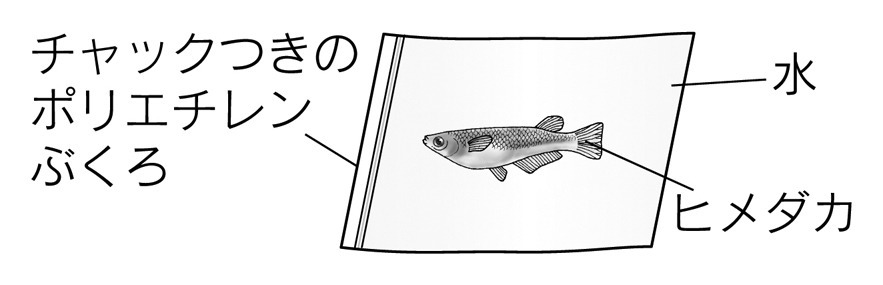 チャックつきの
ポリエチレン
ぶくろ
水
ヒメダカ